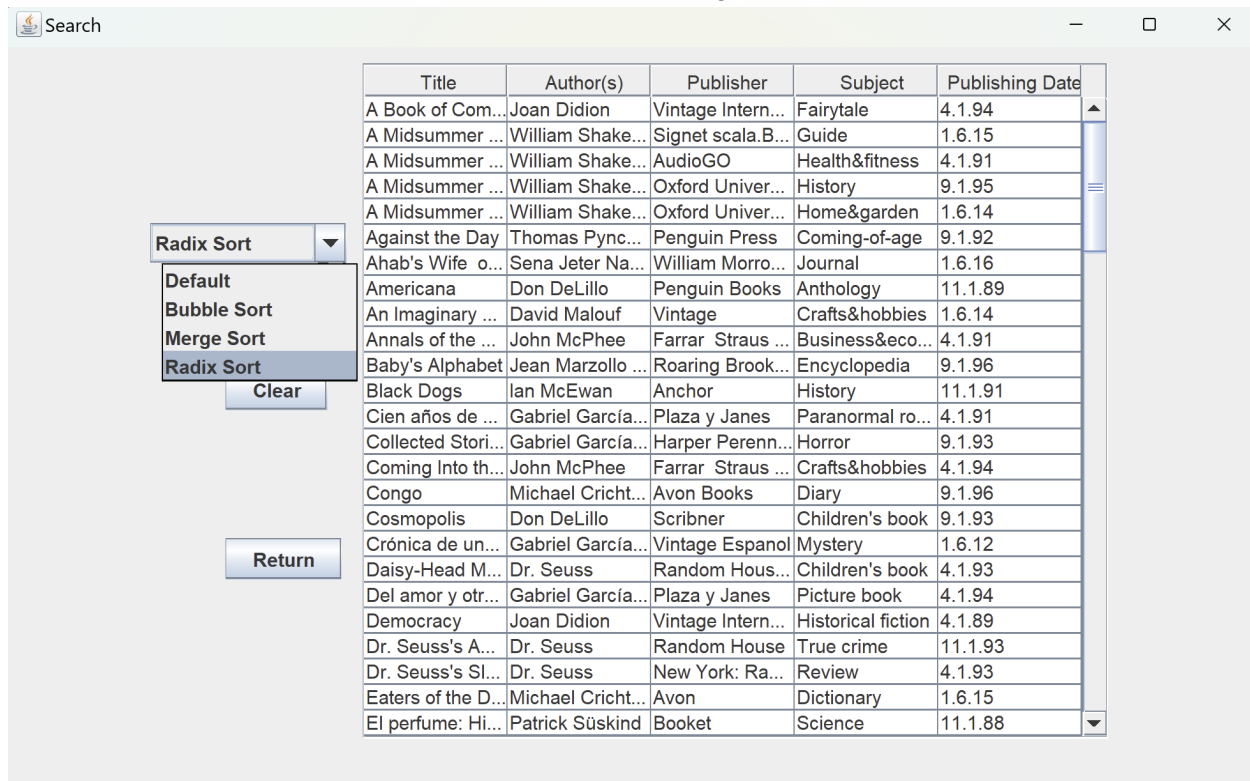 Search
Title Author(s) Publisher Subject Publishing Date
A Book of Com... Joan Didion Vintage Intern... Fairytale 4.1.94
A Midsummer ... William Shake... Signet scala.B... Guide 1.6.15
A Midsummer ... William Shake... AudioGO Health&fitness 4.1.91
A Midsummer ... William Shake... Oxford Univer... History 9.1.95
A Midsummer ... William Shake... Oxford Univer... Home&garden 1.6.14
Against the Day Thomas Pync... Penguin Press Coming-of-age 9.1.92
Ahab's Wife o... Sena Jeter Na... William Morro... Journal 1.6.16
Americana Don DeLillo Penguin Books Anthology 11.1.89
An Imaginary ... David Malouf Vintage Crafts&hobbies 1.6.14
Annals of the ... John McPhee Farrar Straus ... Business&eco... 4.1.91
Baby's Alphabet Jean Marzollo ... Roaring Brook... Encyclopedia 9.1.96
Black Dogs Ian McEwan Anchor History 11.1.91
Cien años de ... Gabriel García... Plaza y Janes Paranormal ro... 4.1.91
Collected Stori... Gabriel García... Harper Perenn... Horror 9.1.93
Coming Into th... John McPhee Farrar Straus ... Crafts&hobbies 4.1.94
Congo Michael Cricht... Avon Books Diary 9.1.96
Cosmopolis Don DeLillo Scribner Children's book 9.1.93
Crónica de un... Gabriel García... Vintage Espanol Mystery 1.6.12
Daisy-Head M... Dr. Seuss Random Hous... Children's book 4.1.93
Del amor y otr... Gabriel García... Plaza y Janes Picture book 4.1.94
Democracy Joan Didion Vintage Intern... Historical fiction 4.1.89
Dr. Seuss's A... Dr. Seuss Random House True crime 11.1.93
Dr. Seuss's Sl... Dr. Seuss New York: Ra... Review 4.1.93
Eaters of the D... Michael Cricht... Avon Dictionary 1.6.15
El perfume: Hi... Patrick Süskind Booket Science 11.1.88
Radix Sort
Default
Bubble Sort
Merge Sort
Radix Sort
Clear
Return